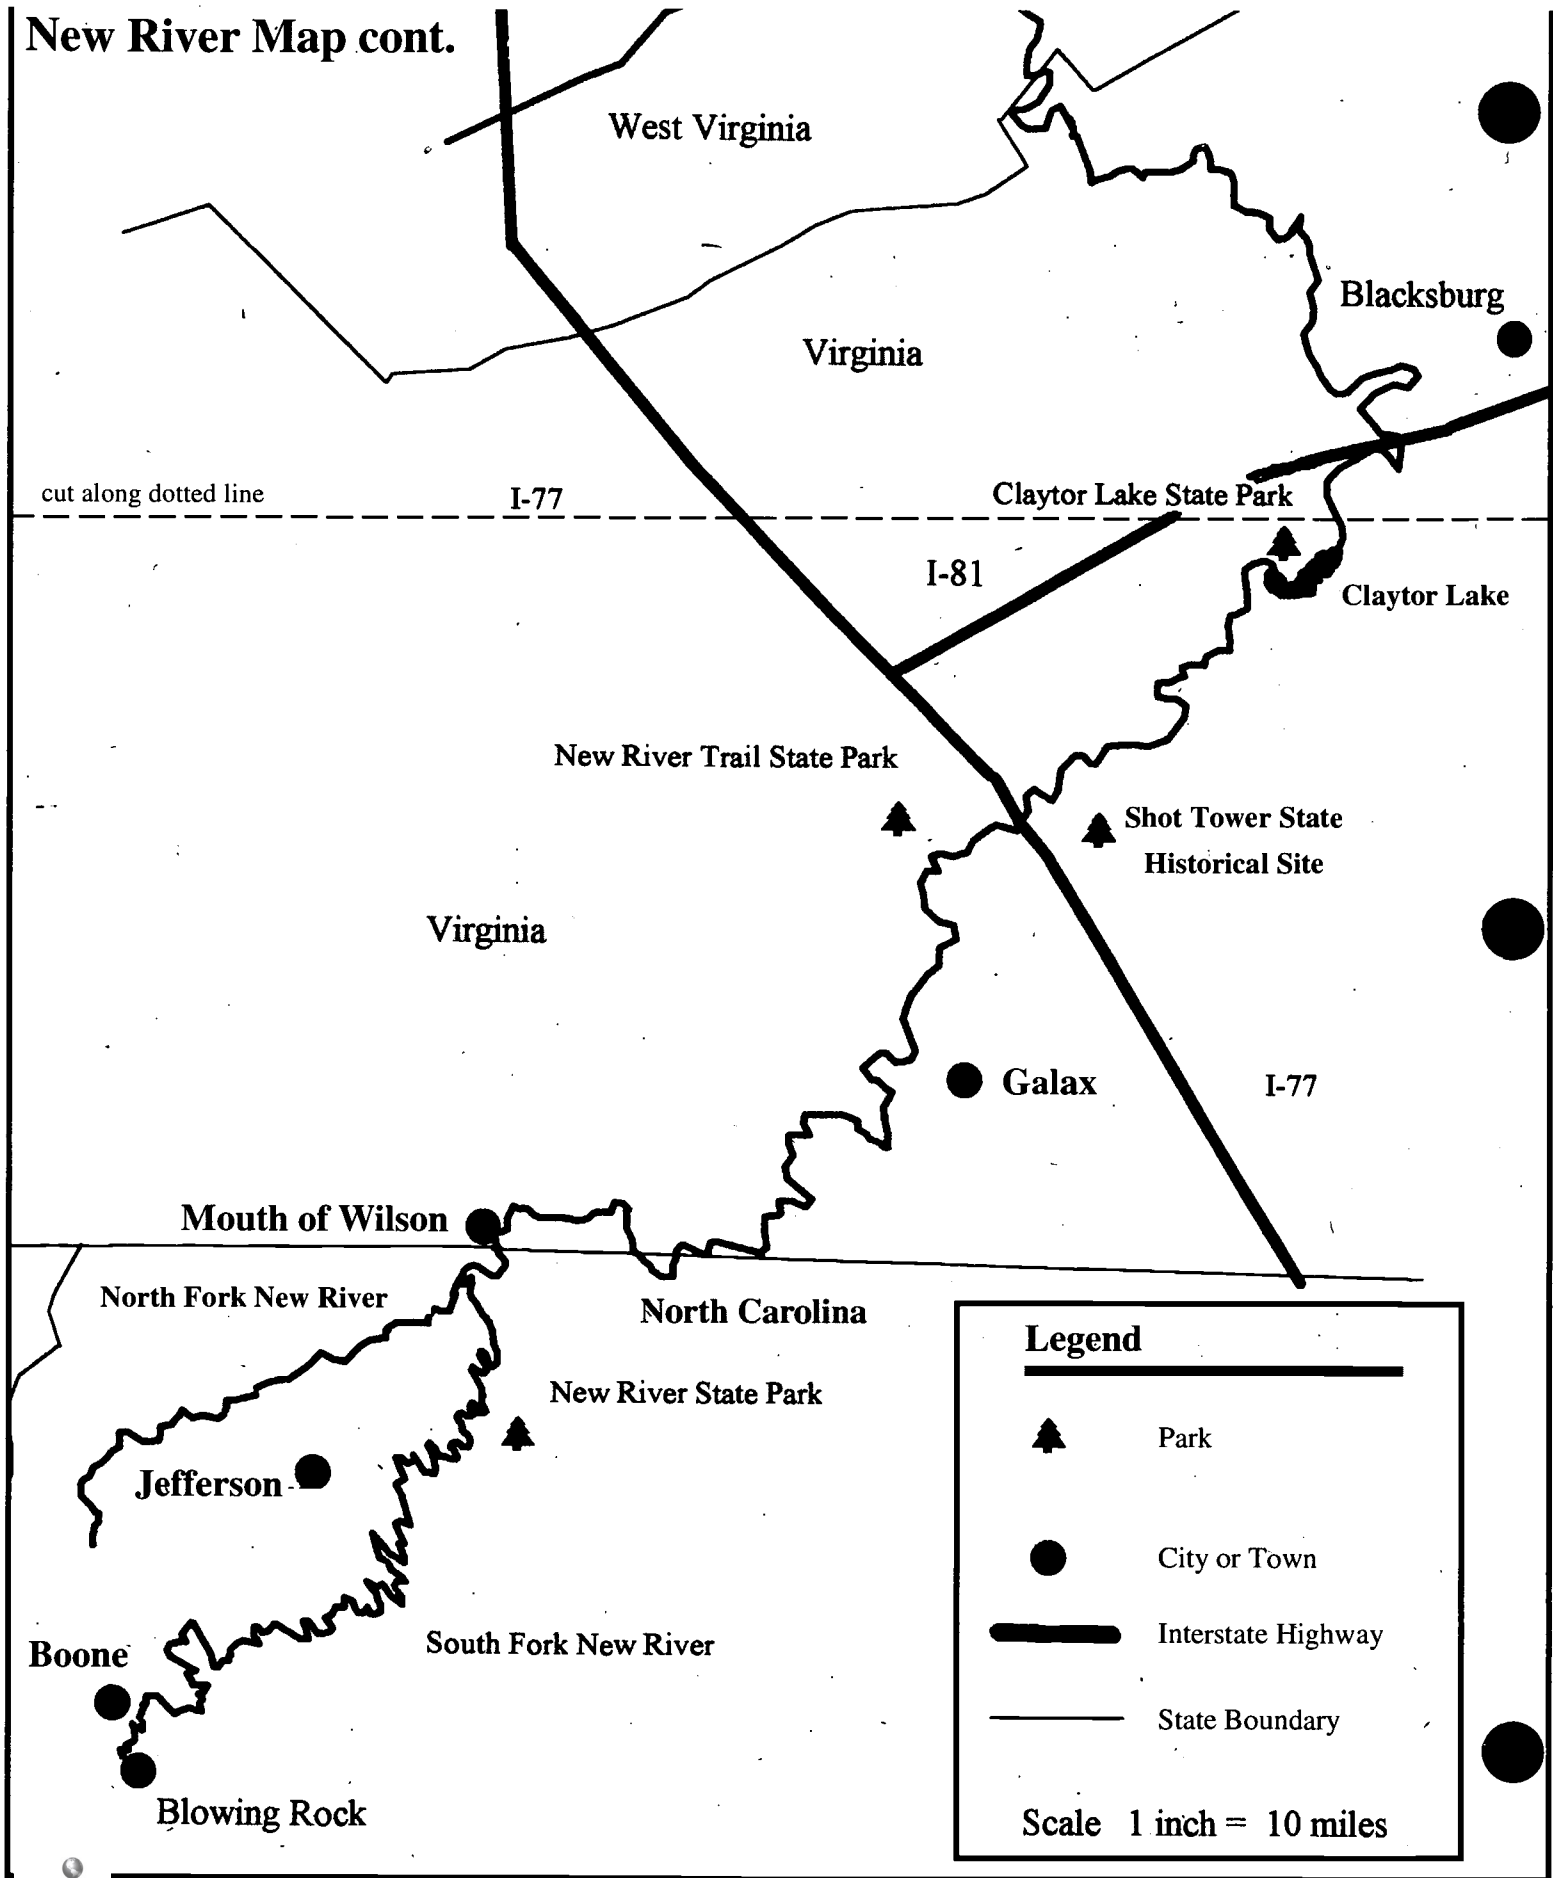 New River Map cont.
West Virginia
Blacksburg
Virginia
cut along dotted line
I-77
Claytor Lake State Park
I-81
Claytor Lake
New River Trail State Park
Shot Tower State
Historical Site
Virginia
Galax
I-77
Mouth of Wilson
North Fork New River
North Carolina
New River State Park
Jefferson
South Fork New River
Boone
Blowing Rock
Legend
Park
City or Town
Interstate Highway
State Boundary
Scale 1 inch = 10 miles